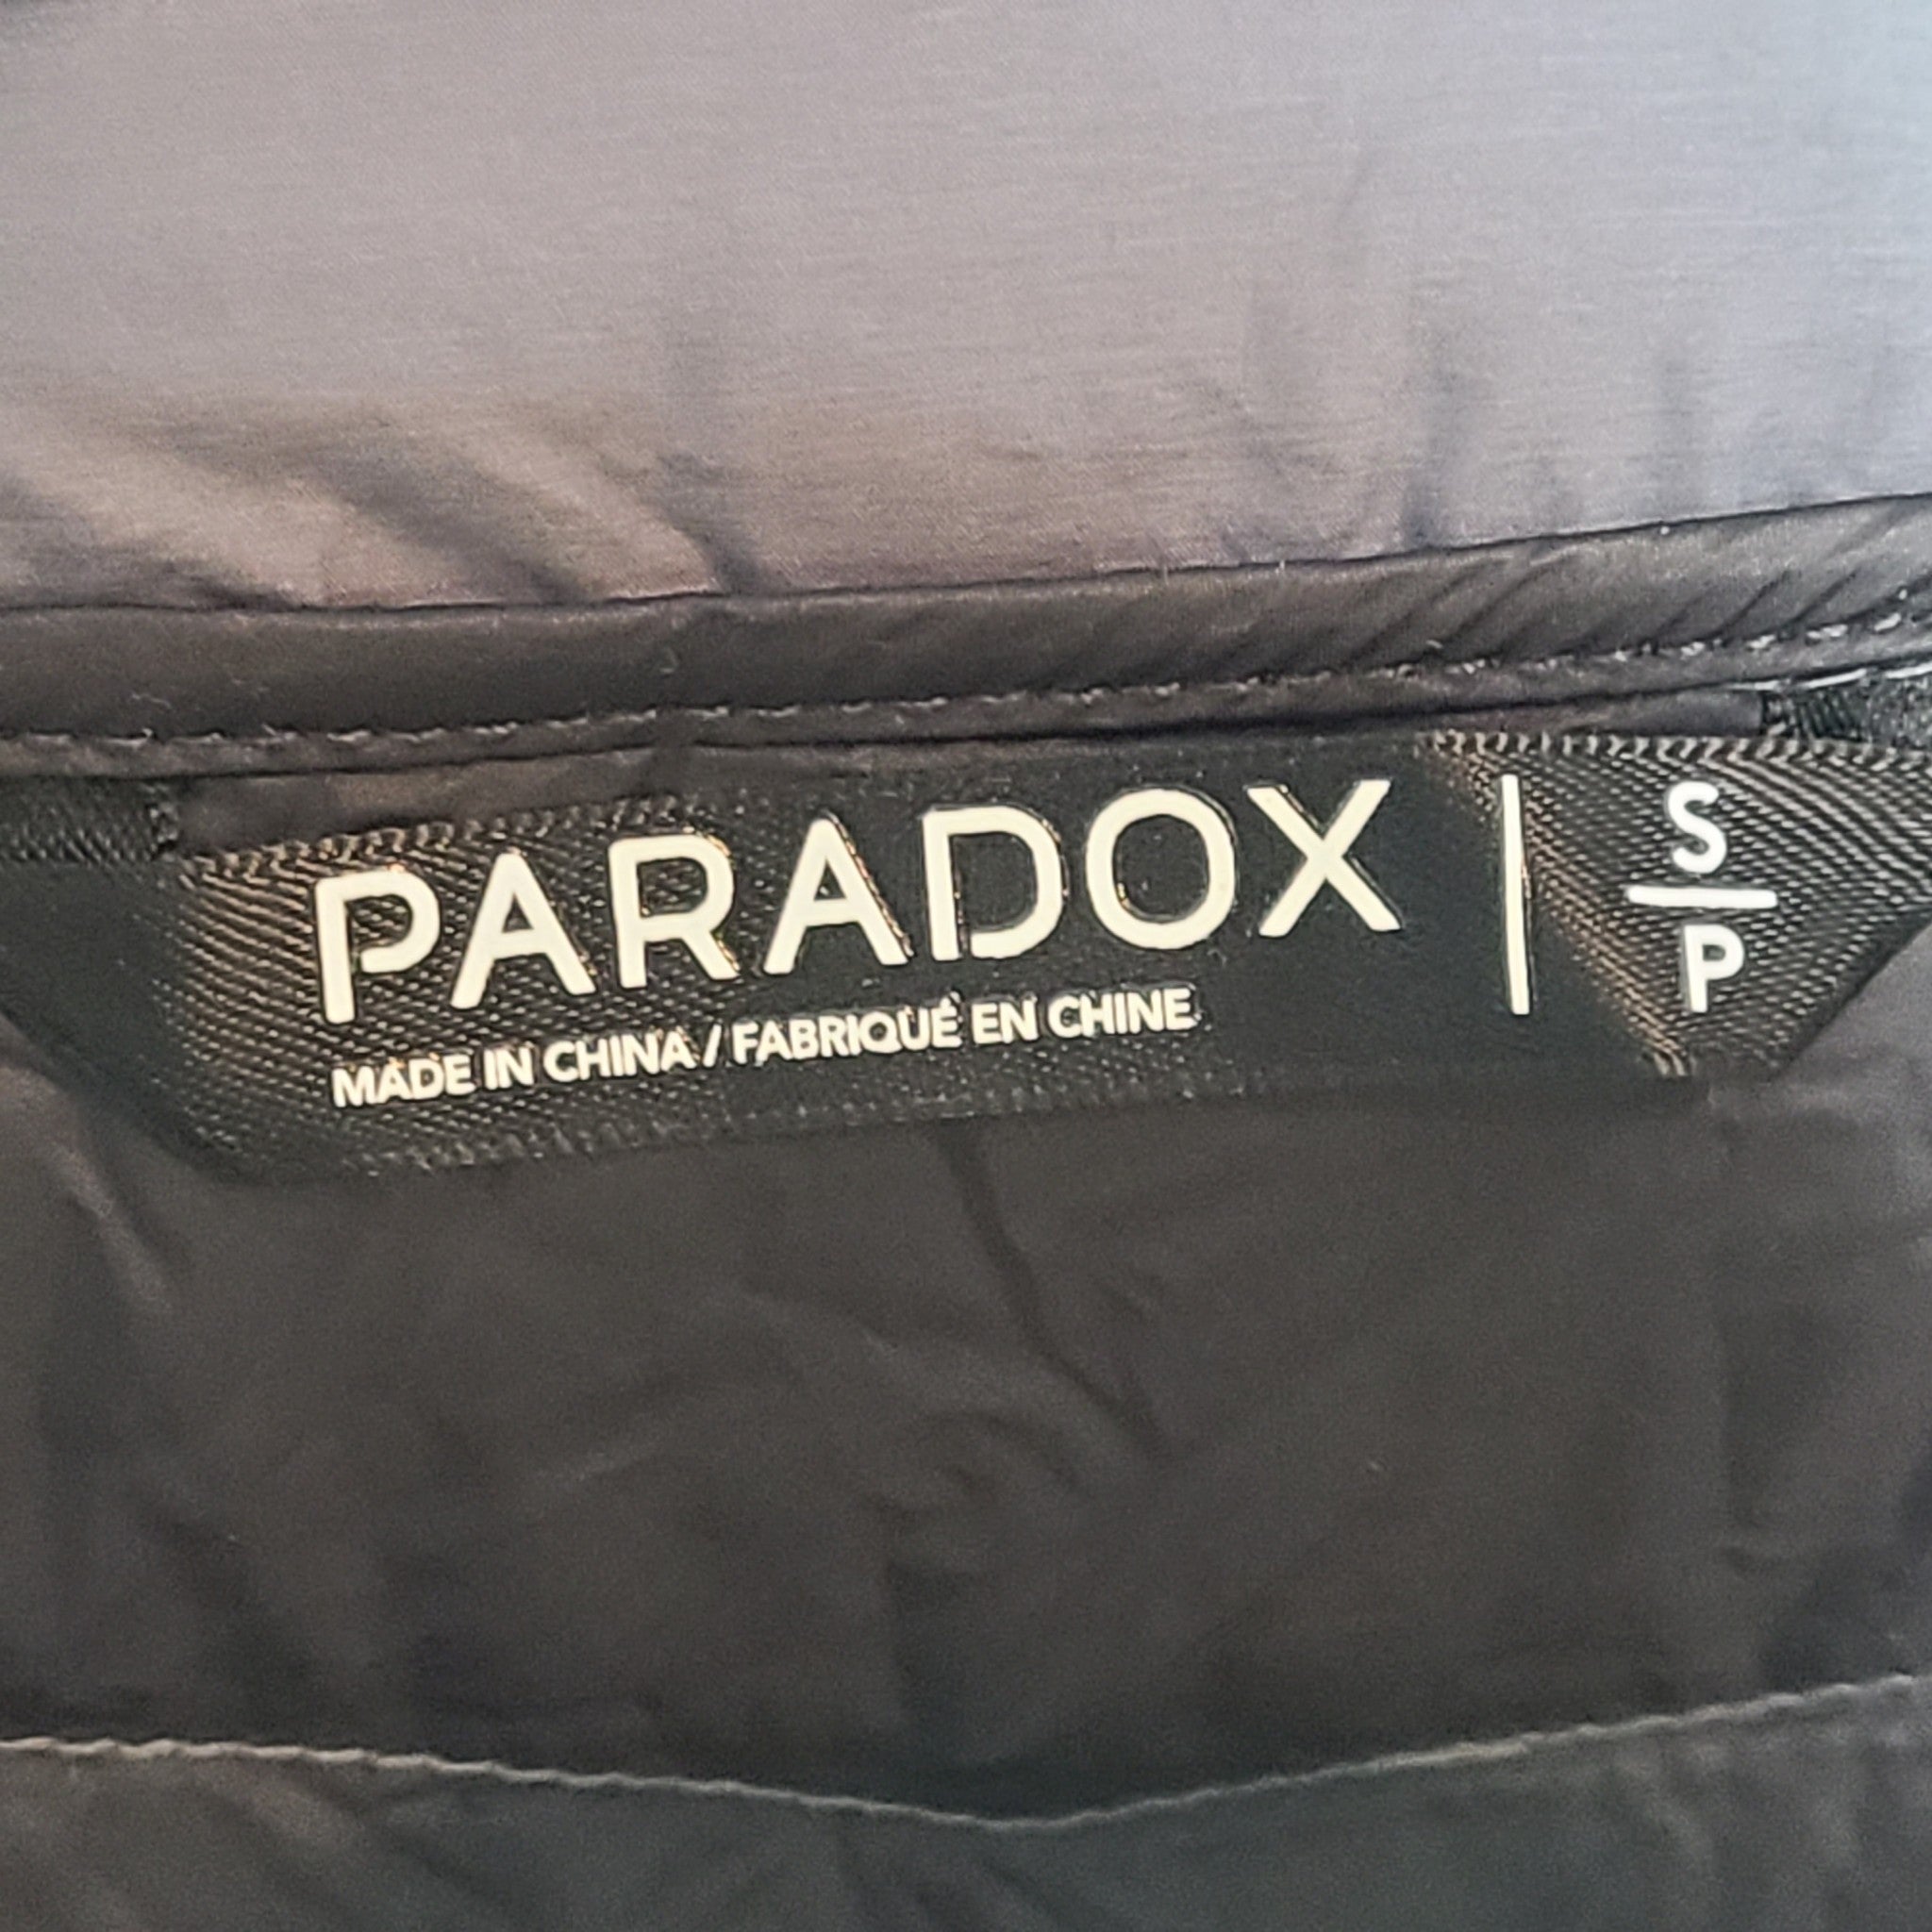 PARADOX
MADE IN CHINA / FABRIQUÉ EN CHINE
S
P